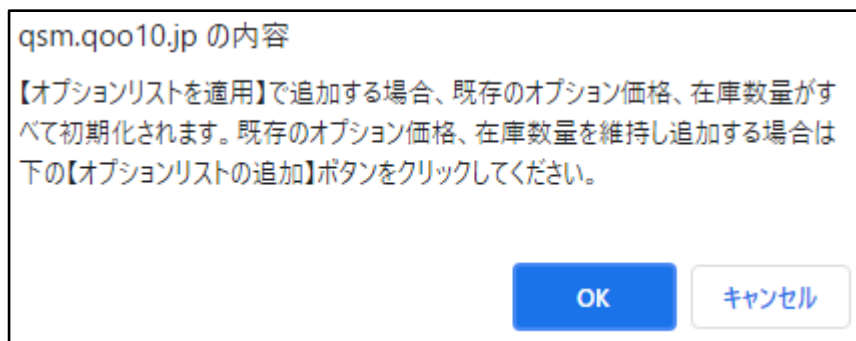 qsm.qoo10.jp の内容
【オプションリストを適用】で追加する場合、既存のオプション価格、在庫数量がす
べて初期化されます。既存のオプション価格、在庫数量を維持し追加する場合は
下の【オプションリストの追加】ボタンをクリックしてください。
OK キャンセル